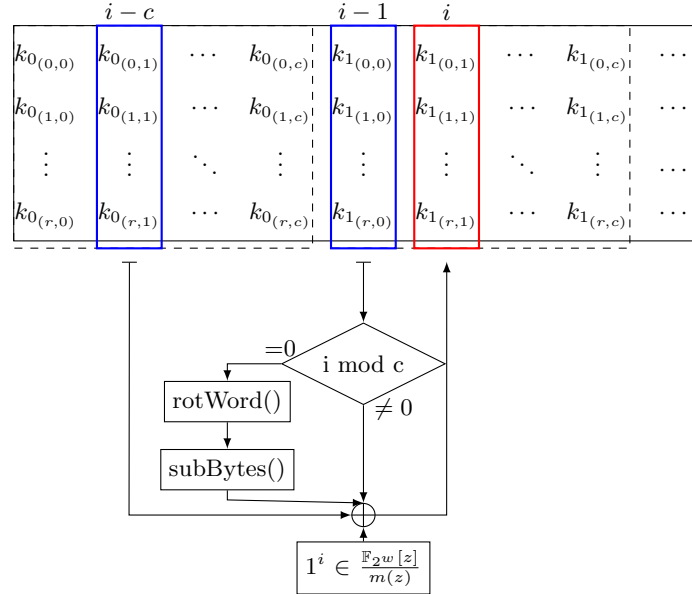 i − c i − 1 i
k₀₍₀,₀₎ k₀₍₀,₁₎ ⋯ k₀₍₀,c₎ k₁₍₀,₀₎ k₁₍₀,₁₎ ⋯ k₁₍₀,c₎ ⋯
k₀₍₁,₀₎ k₀₍₁,₁₎ ⋯ k₀₍₁,c₎ k₁₍₁,₀₎ k₁₍₁,₁₎ ⋯ k₁₍₁,c₎ ⋯
⋮ ⋮ ⋱ ⋮ ⋮ ⋮ ⋱ ⋮ ⋯
k₀₍r,₀₎ k₀₍r,₁₎ ⋯ k₀₍r,c₎ k₁₍r,₀₎ k₁₍r,₁₎ ⋯ k₁₍r,c₎ ⋯
=0
i mod c
≠ 0
rotWord()
subBytes()
⊕
1^i ∈ 𝔽_{2^w}[z] / m(z)